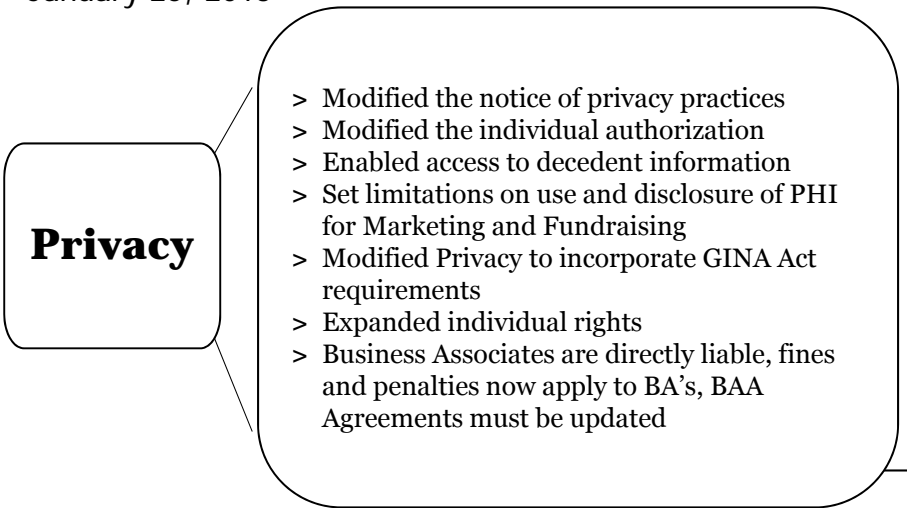 Privacy
> Modified the notice of privacy practices
> Modified the individual authorization
> Enabled access to decedent information
> Set limitations on use and disclosure of PHI
for Marketing and Fundraising
> Modified Privacy to incorporate GINA Act
requirements
> Expanded individual rights
> Business Associates are directly liable, fines
and penalties now apply to BA’s, BAA
Agreements must be updated